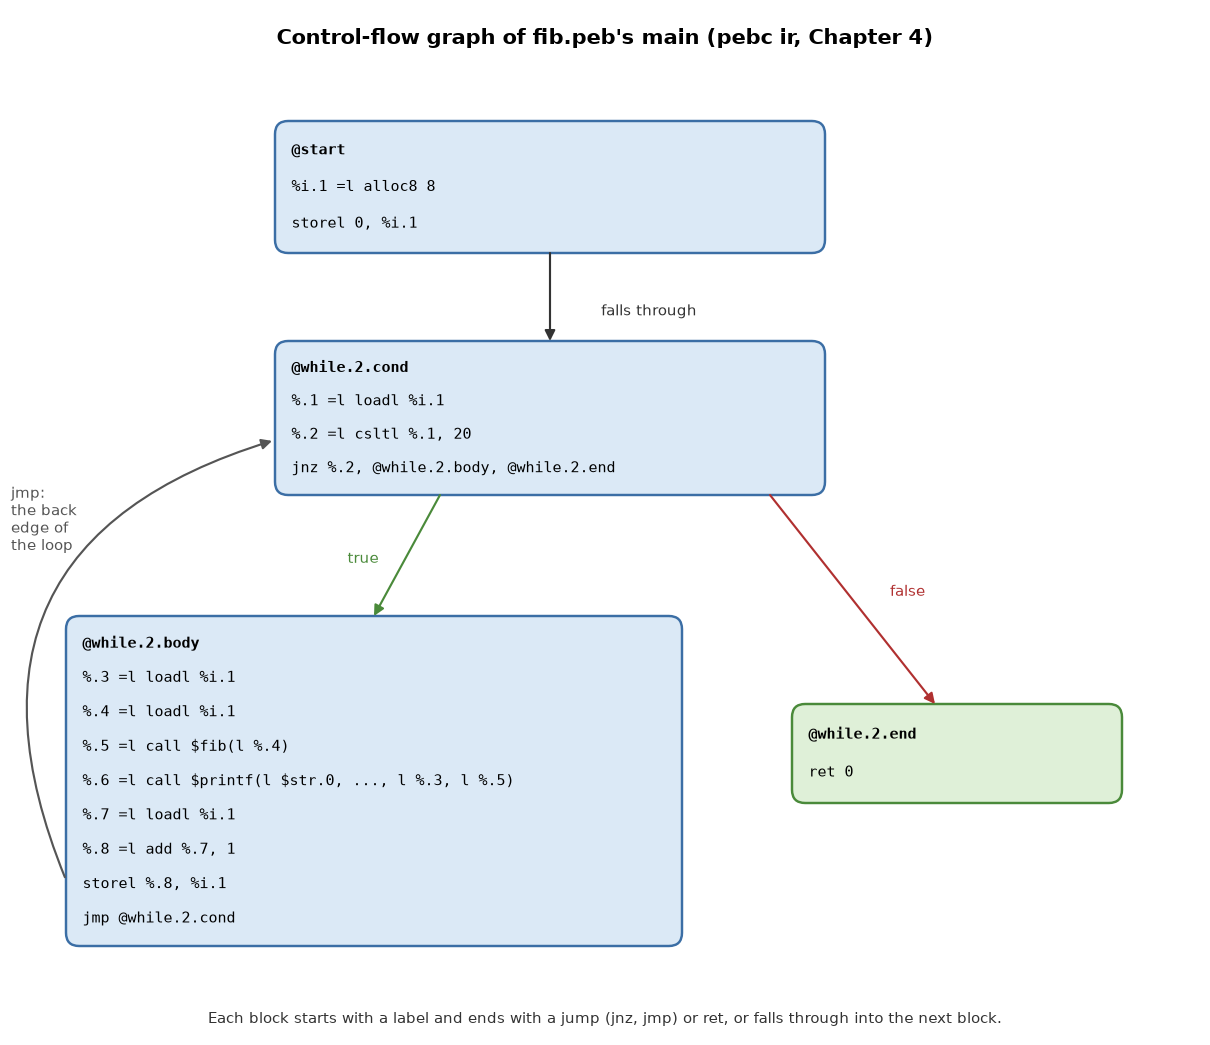 Control-flow graph of fib.peb's main (pebc ir, Chapter 4)
@start
%i.1 =l alloc8 8
storel 0, %i.1
falls through
@while.2.cond
%.1 =l loadl %i.1
%.2 =l csltl %.1, 20
jnz %.2, @while.2.body, @while.2.end
jmp:
the back
edge of
the loop
true
false
@while.2.body
%.3 =l loadl %i.1
%.4 =l loadl %i.1
%.5 =l call $fib(l %.4)
%.6 =l call $printf(l $str.0, ..., l %.3, l %.5)
%.7 =l loadl %i.1
%.8 =l add %.7, 1
storel %.8, %i.1
jmp @while.2.cond
@while.2.end
ret 0
Each block starts with a label and ends with a jump (jnz, jmp) or ret, or falls through into the next block.